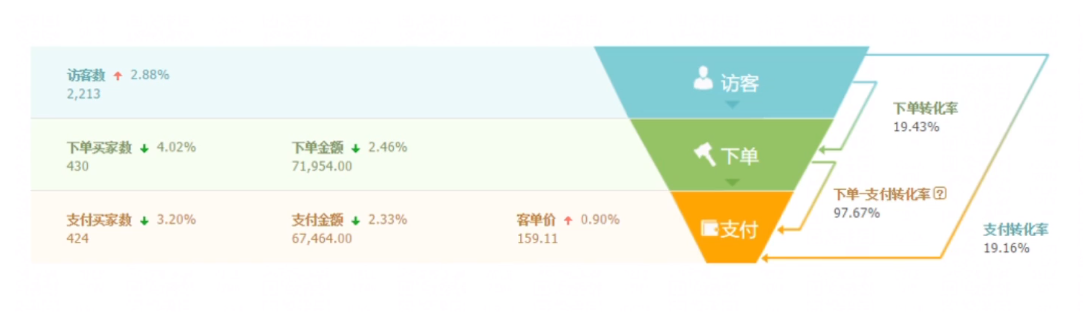 访客数 2.88%
2,213
访客
下单转化率
19.43%
下单买家数 4.02%
430
下单金额 2.46%
71,954.00
下单
下单-支付转化率?
97.67%
支付买家数 3.20%
424
支付金额 2.33%
67,464.00
客单价 0.90%
159.11
支付
支付转化率
19.16%